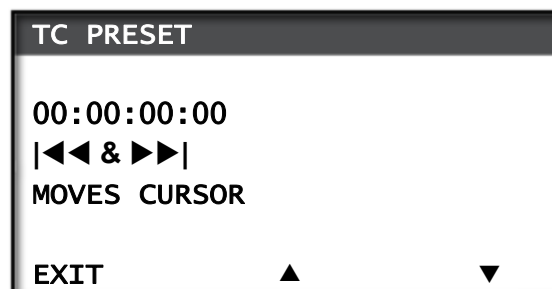 TC PRESET
00:00:00:00
|◀◀ & ▶▶|
MOVES CURSOR
EXIT ▲ ▼